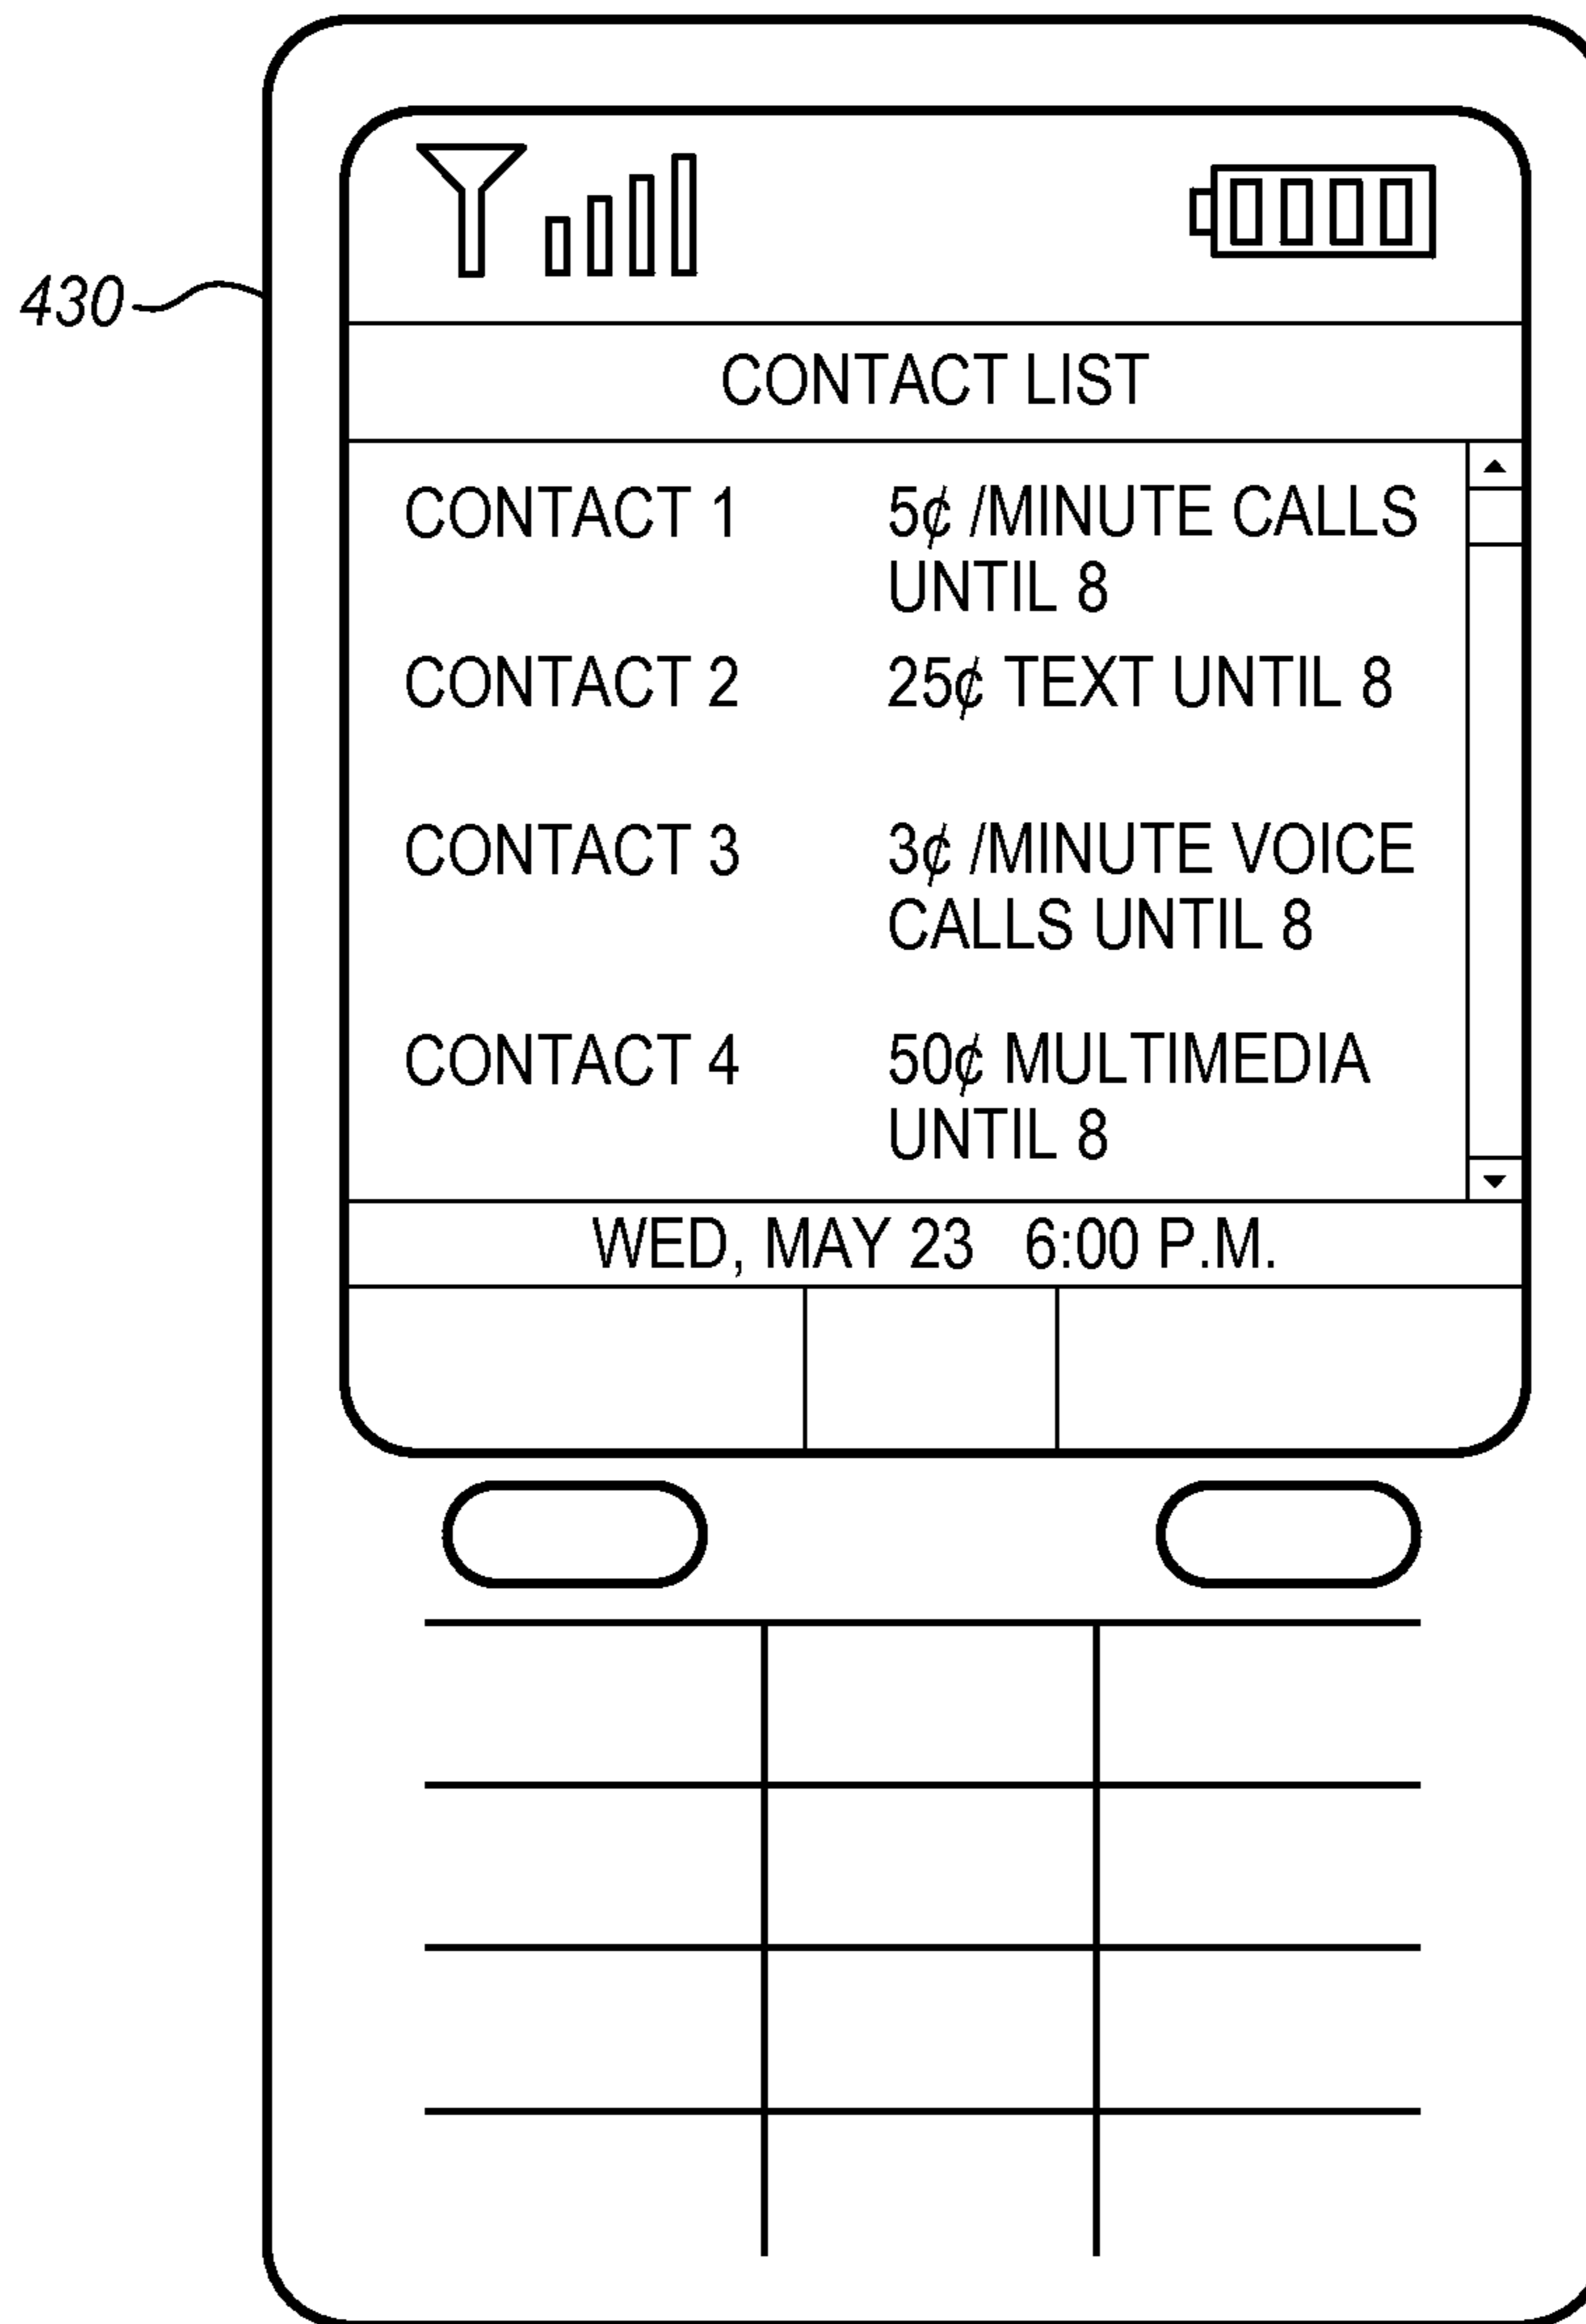 430
CONTACT LIST
CONTACT 1 5¢ /MINUTE CALLS
UNTIL 8
CONTACT 2 25¢ TEXT UNTIL 8
CONTACT 3 3¢ /MINUTE VOICE
CALLS UNTIL 8
CONTACT 4 50¢ MULTIMEDIA
UNTIL 8
WED, MAY 23 6:00 P.M.